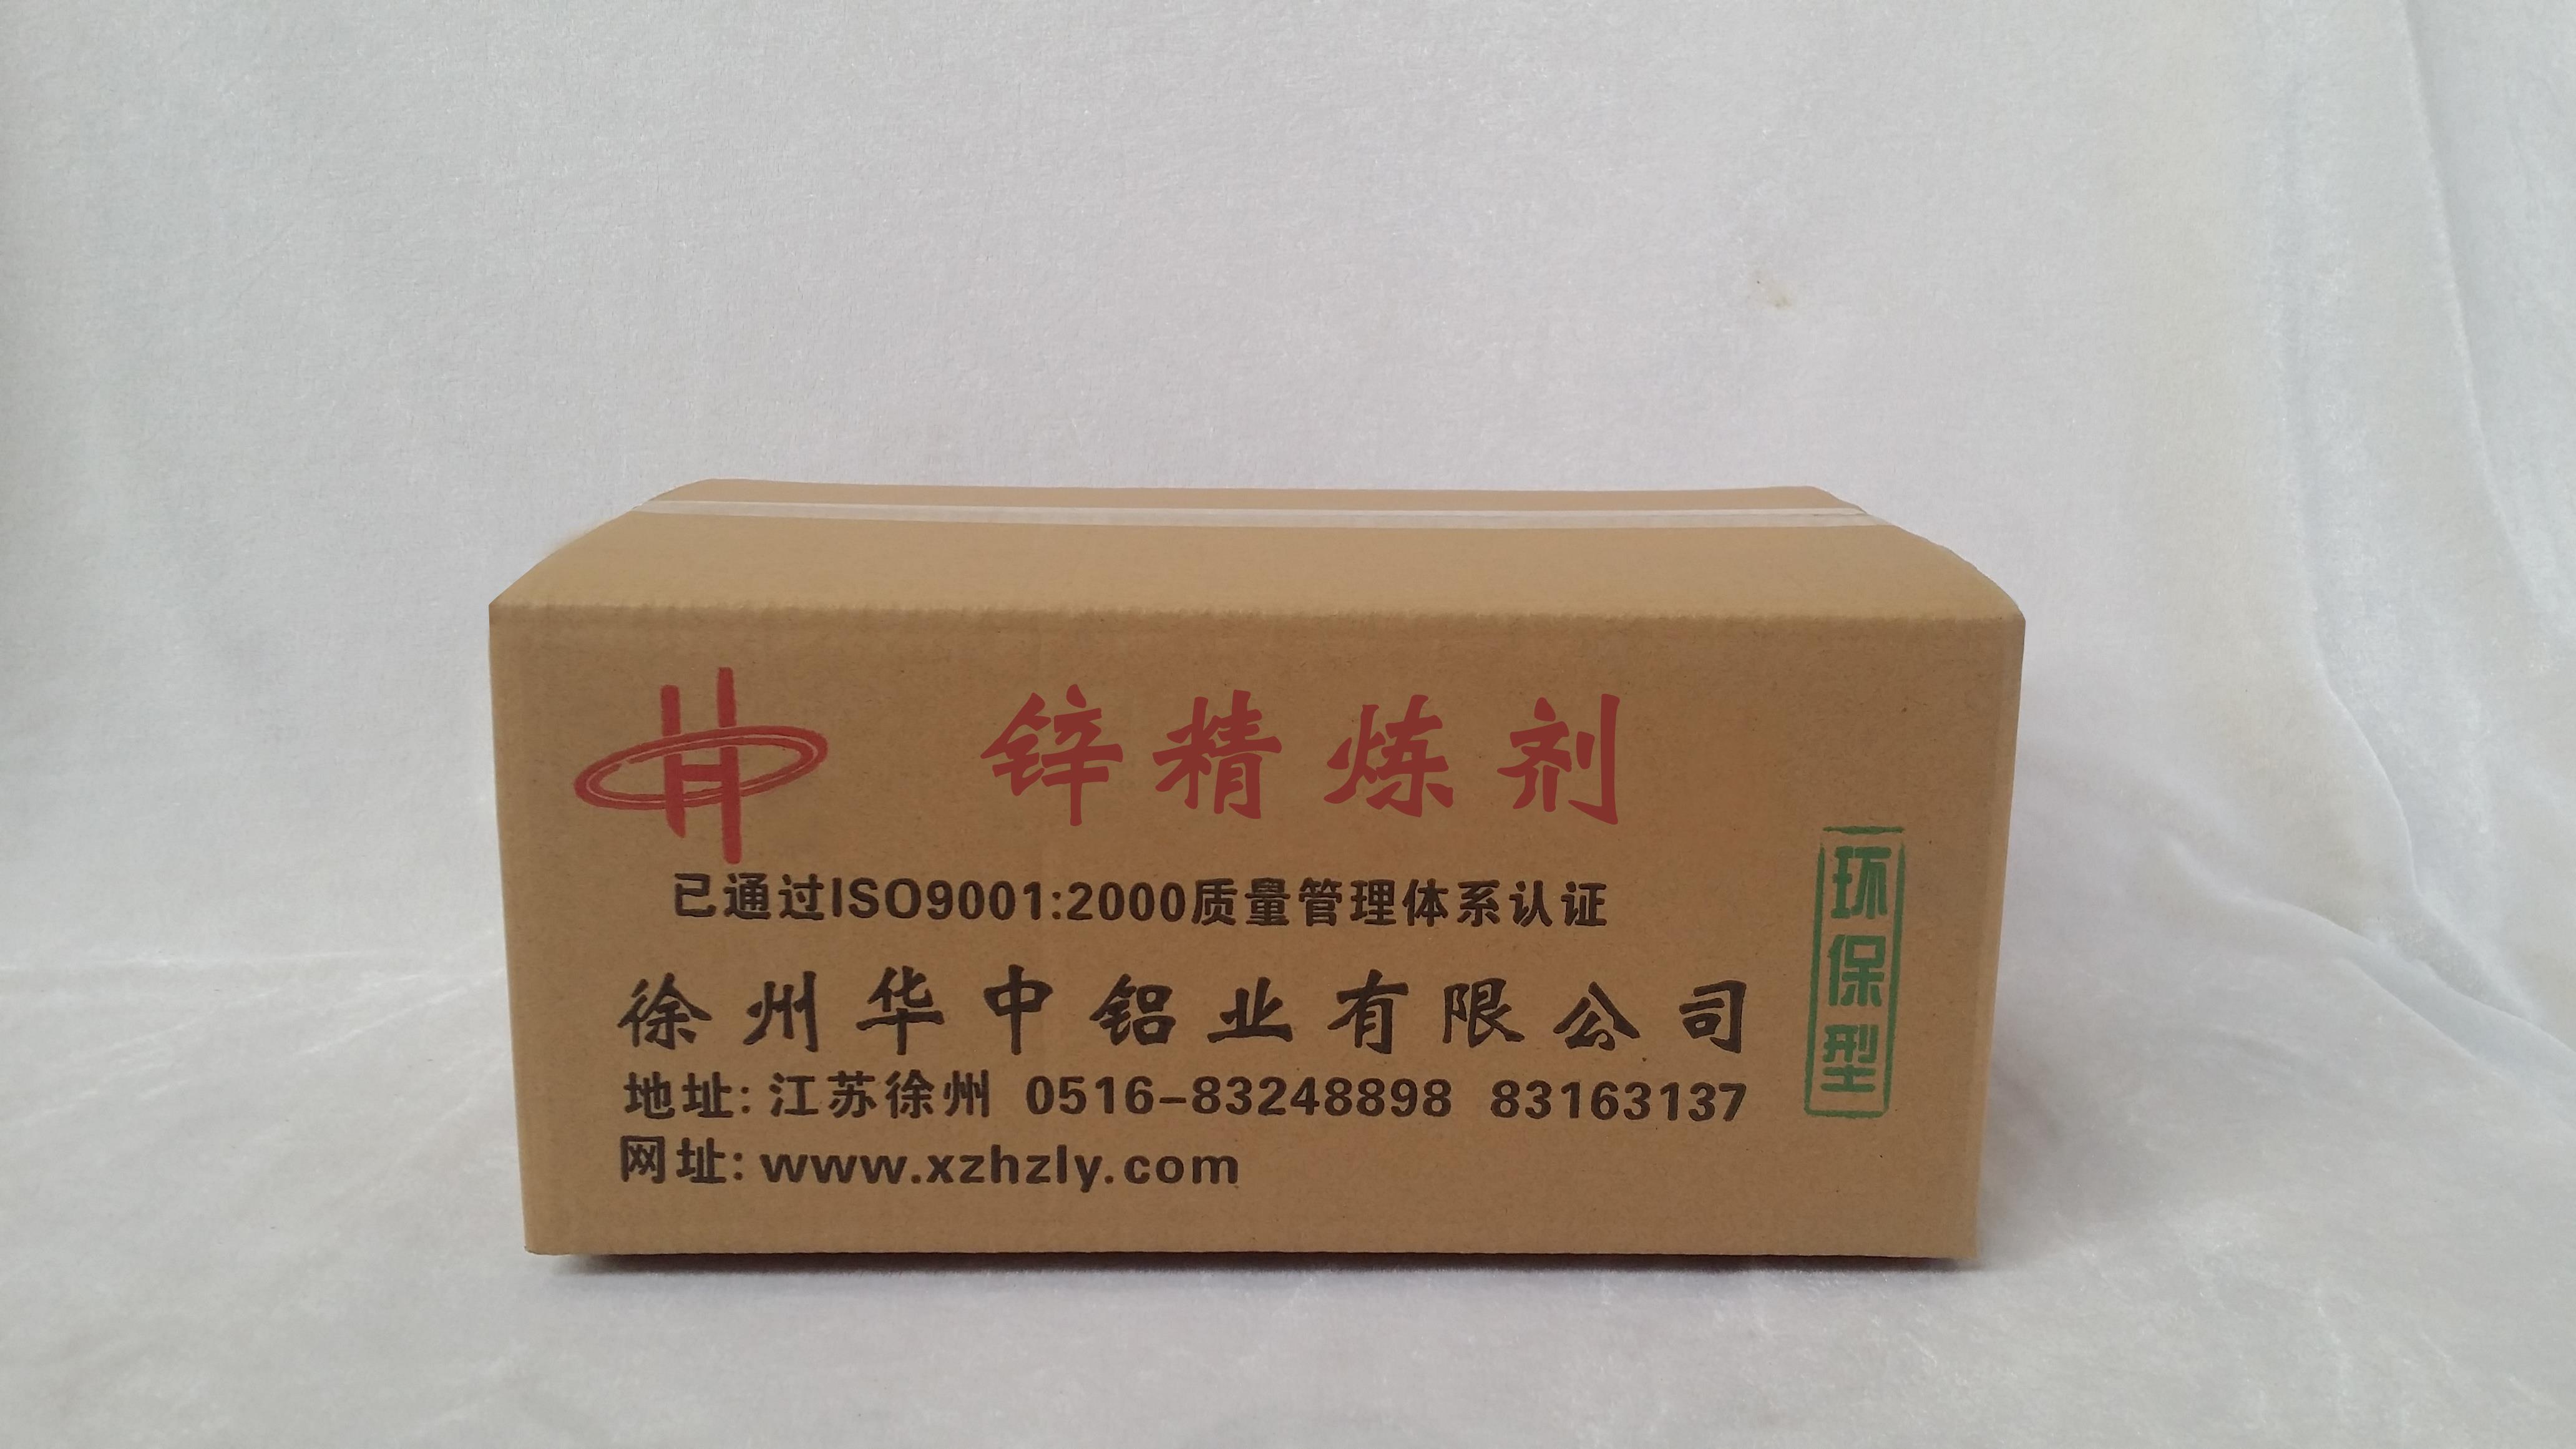 锌精炼剂
已通过ISO9001:2000质量管理体系认证
徐州华中铝业有限公司
地址:江苏徐州 0516-83248898 83163137
网址:www.xzhzly.com
环保型